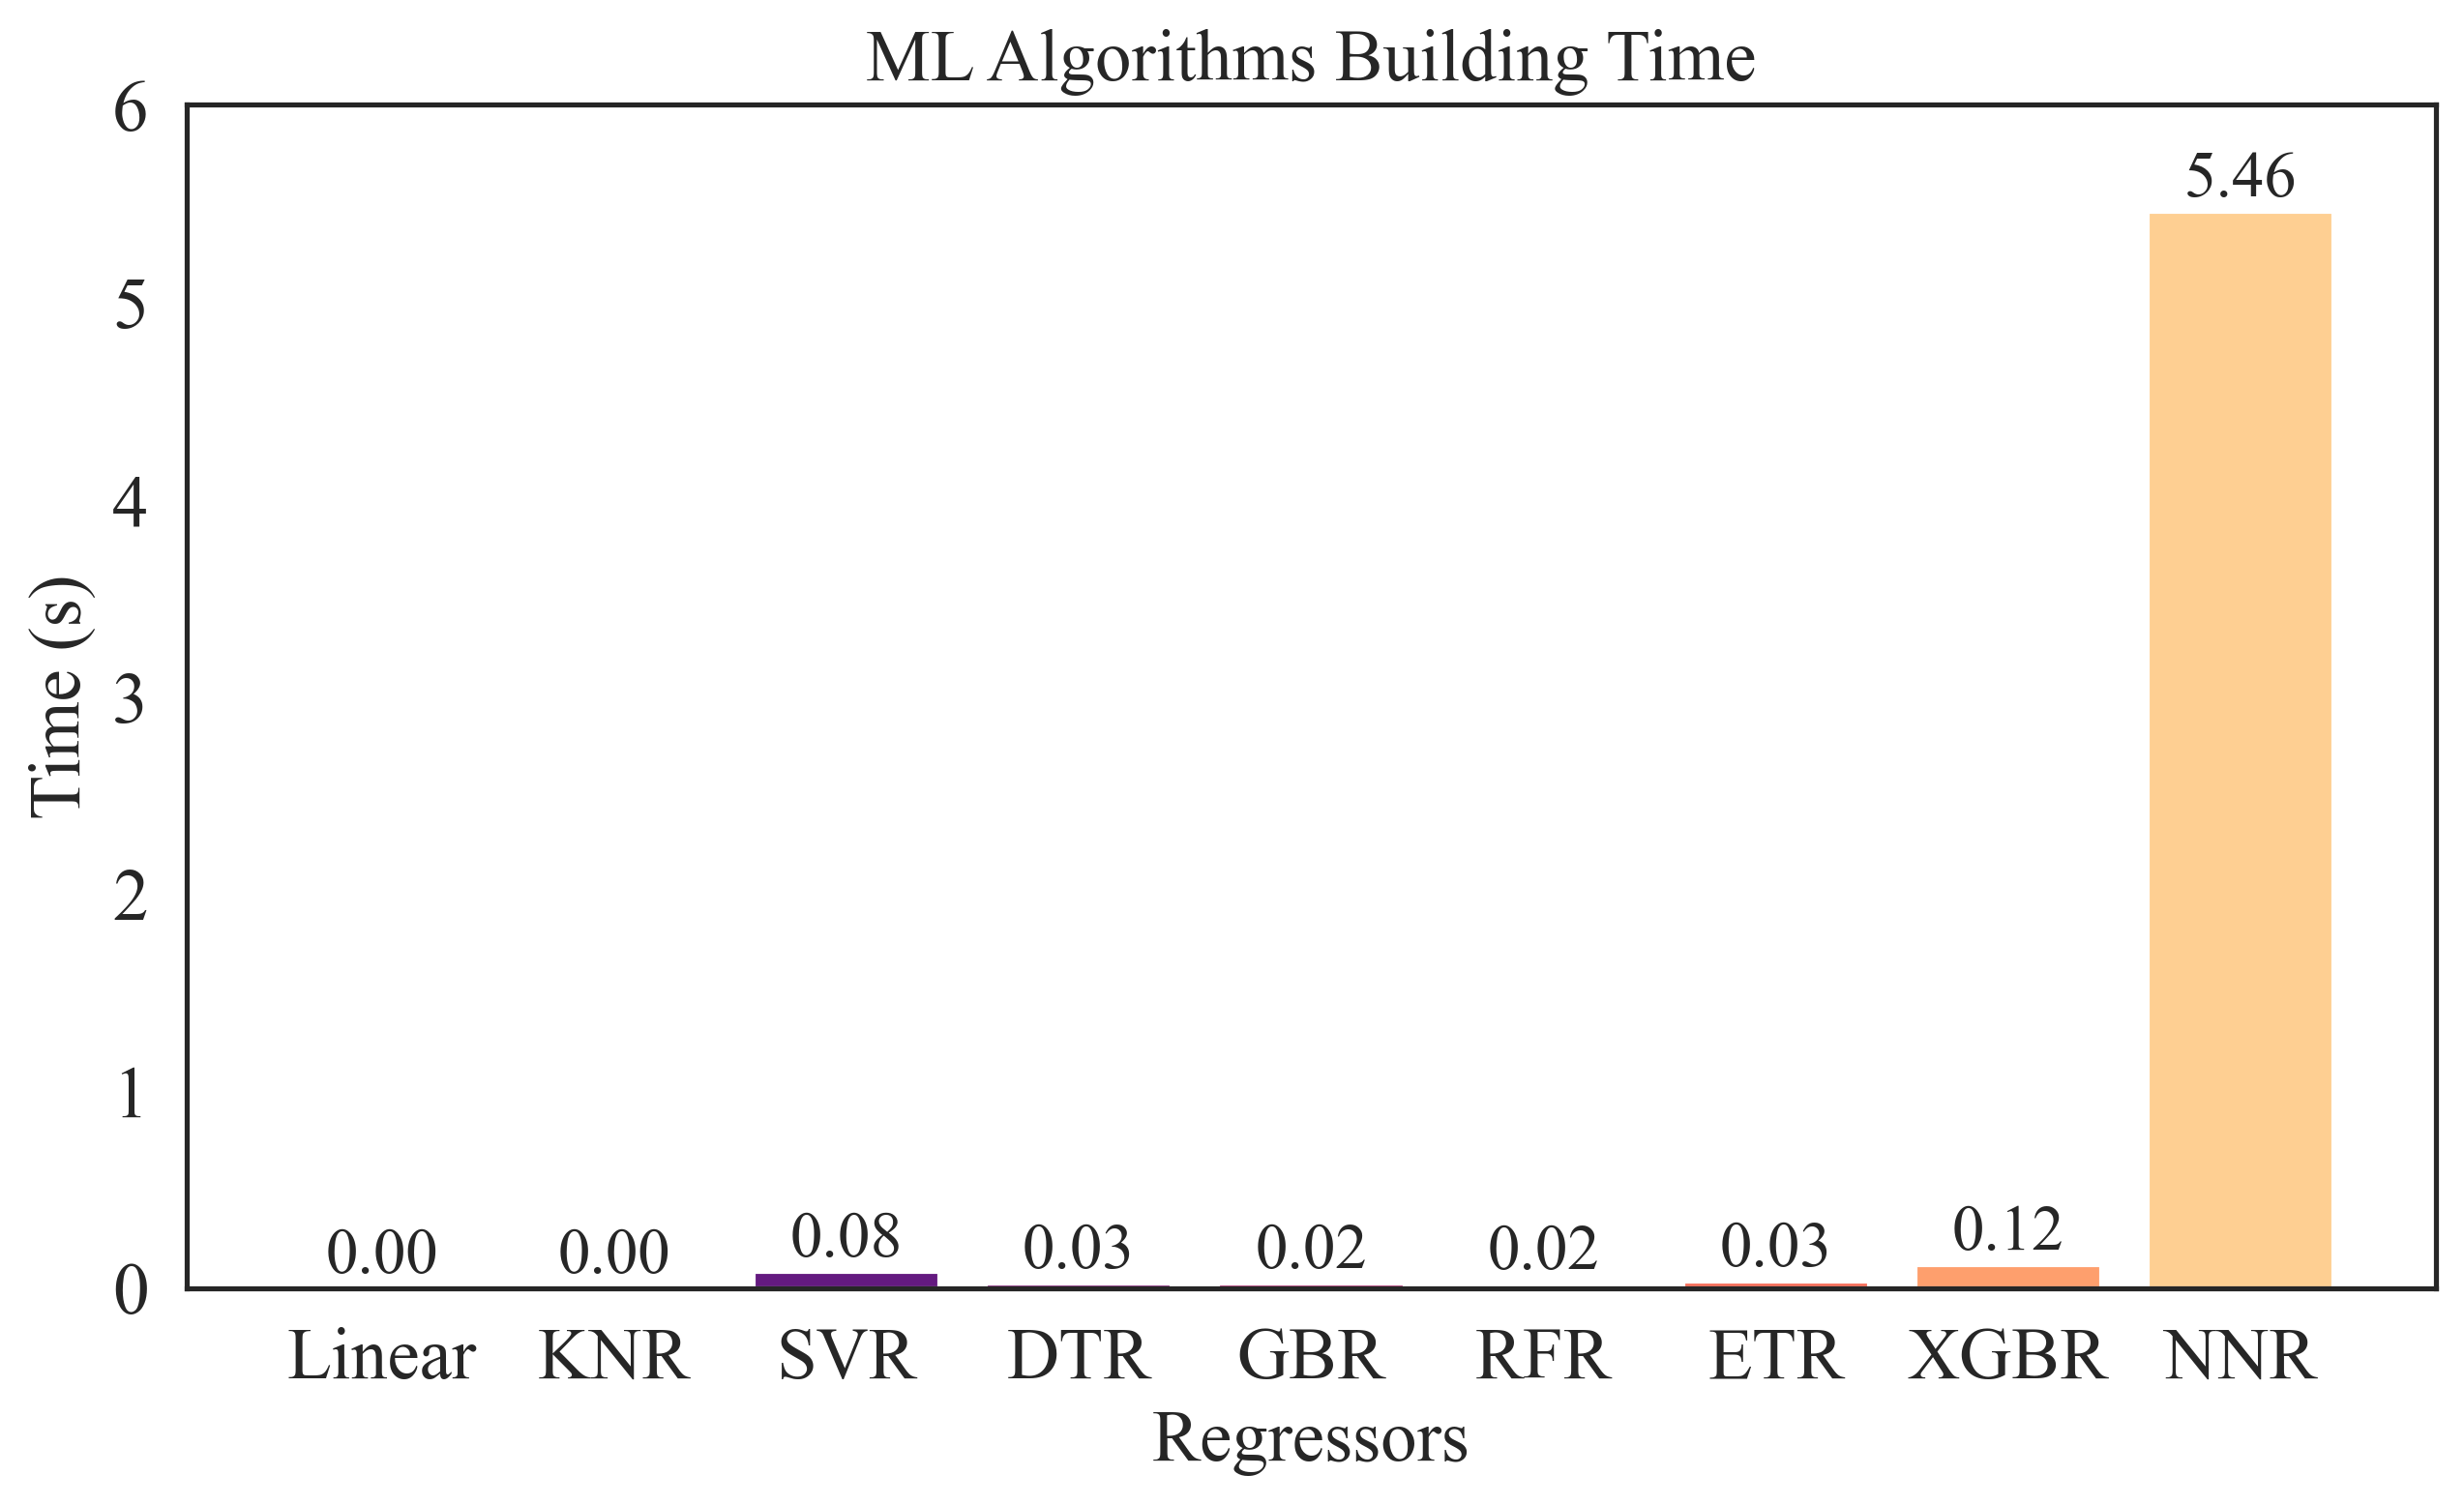 ML Algorithms Building Time
6
5
4
3
2
1
0
Time (s)
0.00
0.00
0.08
0.03
0.02
0.02
0.03
0.12
5.46
Linear
KNR
SVR
DTR
GBR
RFR
ETR
XGBR
NNR
Regressors